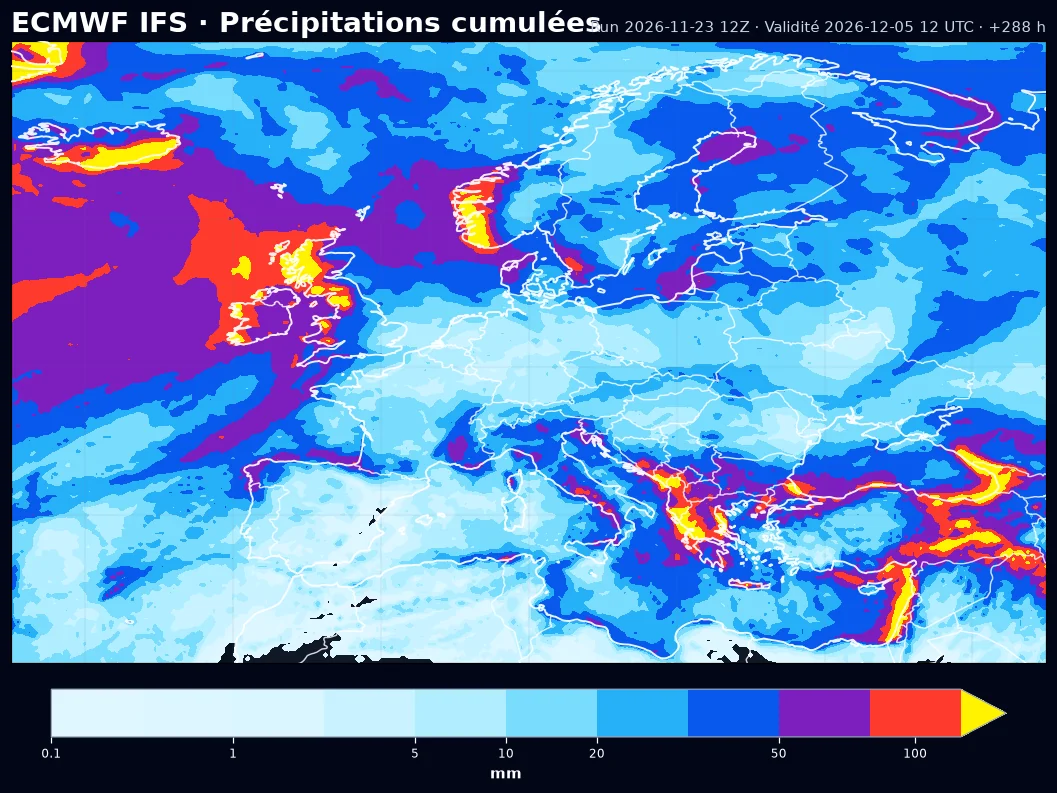 ECMWF IFS · Précipitations cumulées
Run 2026-11-23 12Z · Validité 2026-12-05 12 UTC · +288 h
0.1 1 5 10 20 50 100
mm